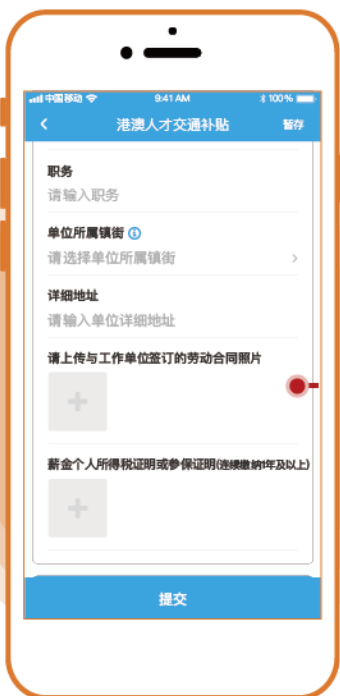 中国移动 9:41 AM 100%
港澳人才交通补贴 暂存
职务
请输入职务
单位所属镇街
请选择单位所属镇街
详细地址
请输入单位详细地址
请上传与工作单位签订的劳动合同照片
薪金个人所得税证明或参保证明(连续缴纳1年及以上)
提交